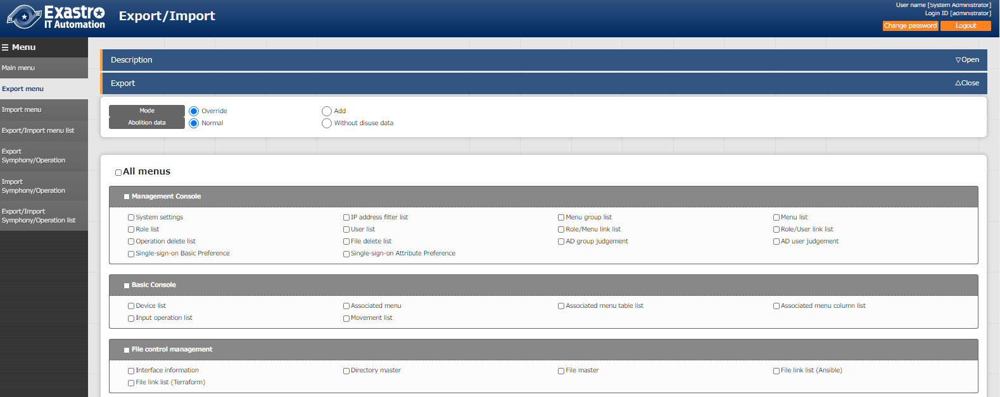 Exastro
IT Automation
Export/Import
User name [System Administrator]
Login ID [administrator]
Change password
Logout
☰ Menu
Main menu
Export menu
Import menu
Export/Import menu list
Export
Symphony/Operation
Import
Symphony/Operation
Export/Import
Symphony/Operation list
Description
▽Open
Export
△Close
Mode
Override
Add
Abolition data
Normal
Without disuse data
All menus
Management Console
System settings
IP address filter list
Menu group list
Menu list
Role list
User list
Role/Menu link list
Role/User link list
Operation delete list
File delete list
AD group judgement
AD user judgement
Single-sign-on Basic Preference
Single-sign-on Attribute Preference
Basic Console
Device list
Associated menu
Associated menu table list
Associated menu column list
Input operation list
Movement list
File control management
Interface information
Directory master
File master
File link list (Ansible)
File link list (Terraform)